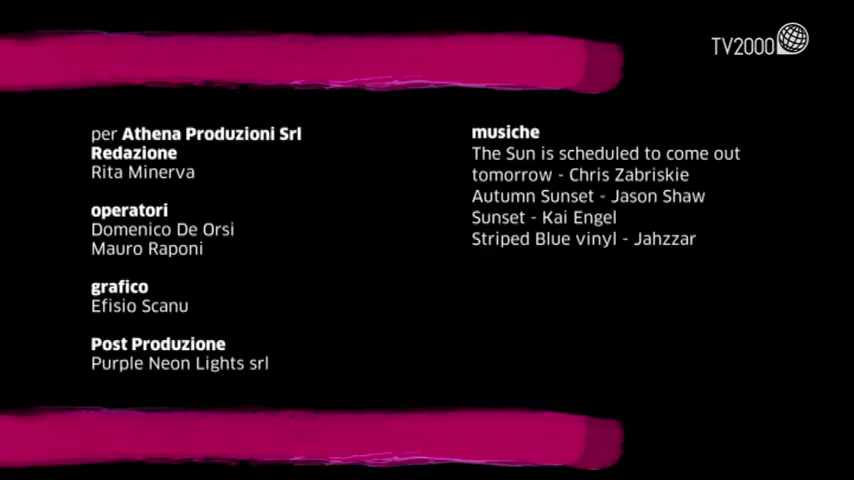 TV2000
per Athena Produzioni Srl
Redazione
Rita Minerva
operatori
Domenico De Orsi
Mauro Raponi
grafico
Efisio Scanu
Post Produzione
Purple Neon Lights srl
musiche
The Sun is scheduled to come out
tomorrow - Chris Zabriskie
Autumn Sunset - Jason Shaw
Sunset - Kai Engel
Striped Blue vinyl - Jahzzar